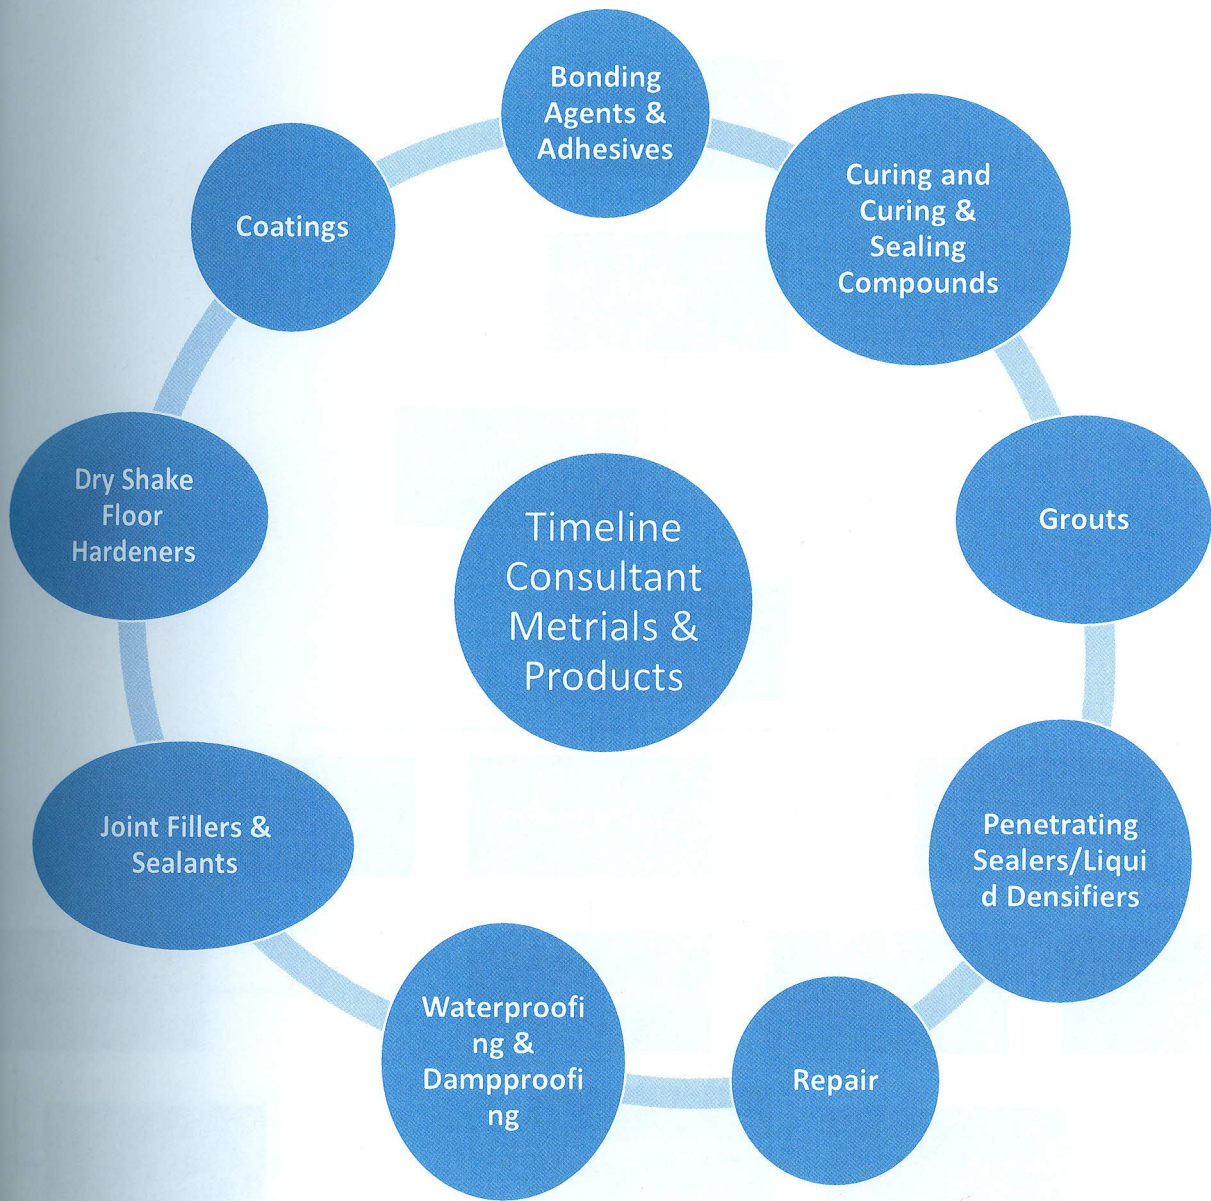 Bonding
Agents &
Adhesives
Curing and
Curing &
Sealing
Compounds
Grouts
Penetrating
Sealers/Liqui
d Densifiers
Repair
Waterproofi
ng &
Dampproofi
ng
Joint Fillers &
Sealants
Dry Shake
Floor
Hardeners
Coatings
Timeline
Consultant
Metrials &
Products